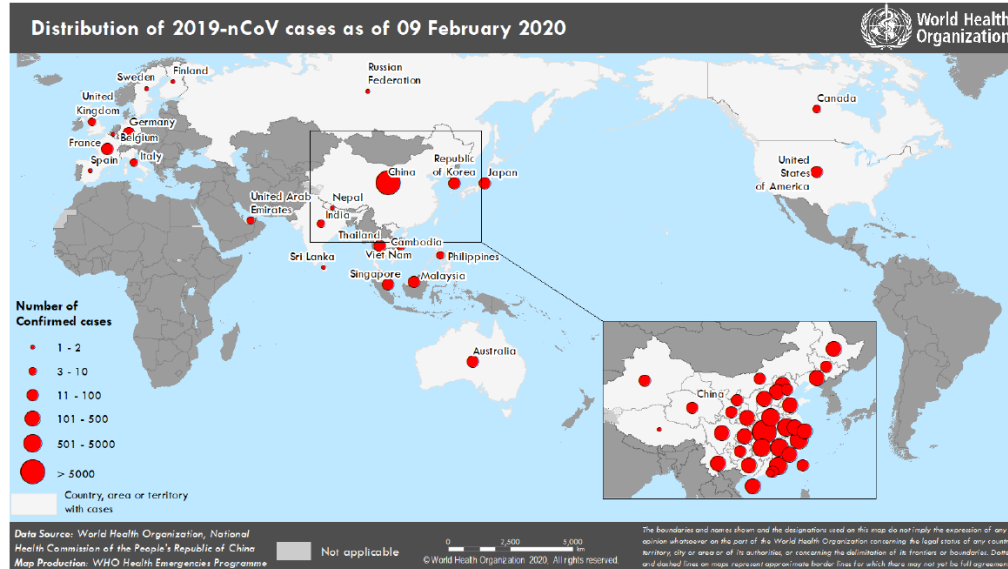 Distribution of 2019-nCoV cases as of 09 February 2020
World Health
Organization
Russian
Federation
Finland
Sweden
United
Kingdom
Germany
Belgium
France
Spain
Italy
Canada
United
States
of America
China
Republic
of Korea
Japan
Nepal
United Arab
Emirates
India
Thailand
Cambodia
Viet Nam
Philippines
Sri Lanka
Singapore
Malaysia
Australia
China
Number of
Confirmed cases
1 - 2
3 - 10
11 - 100
101 - 500
501 - 5000
> 5000
Country, area or territory
with cases
Data Source: World Health Organization, National
Health Commission of the People's Republic of China
Map Production: WHO Health Emergencies Programme
Not applicable
0 2,500 5,000
km
© World Health Organization 2020, All rights reserved.
The boundaries and names shown and the designations used on this map do not imply the expression of any
opinion whatsoever on the part of the World Health Organization concerning the legal status of any country,
territory, city or area or of its authorities, or concerning the delimitation of its frontiers or boundaries.
and dashed lines on maps represent approximate border lines for which there may not yet be full agreement